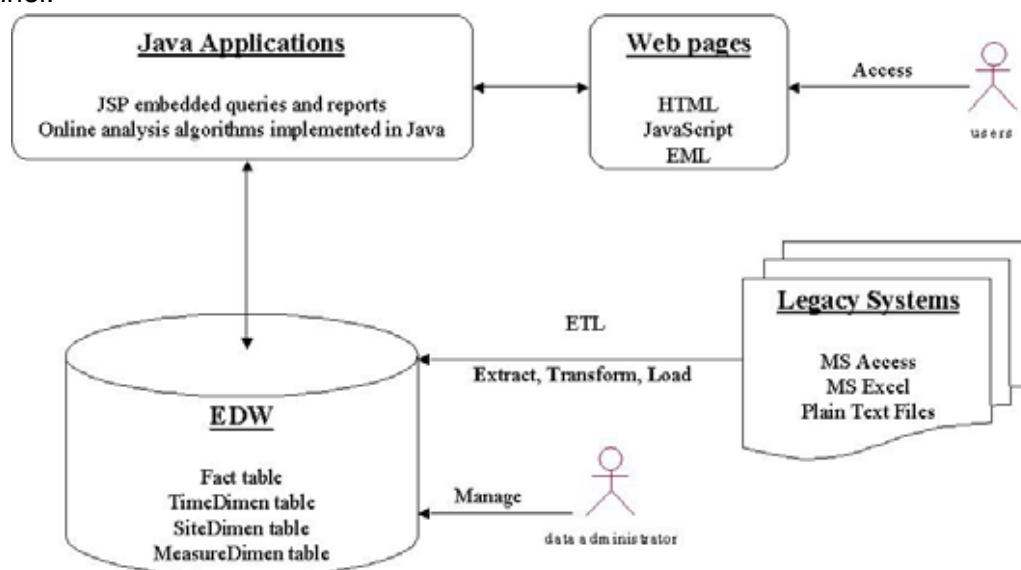 Java Applications
JSP embedded queries and reports
Online analysis algorithms implemented in Java
Web pages
HTML
JavaScript
EML
Access
users
ETL
Extract, Transform, Load
Legacy Systems
MS Access
MS Excel
Plain Text Files
EDW
Fact table
TimeDimen table
SiteDimen table
MeasureDimen table
Manage
data administrator